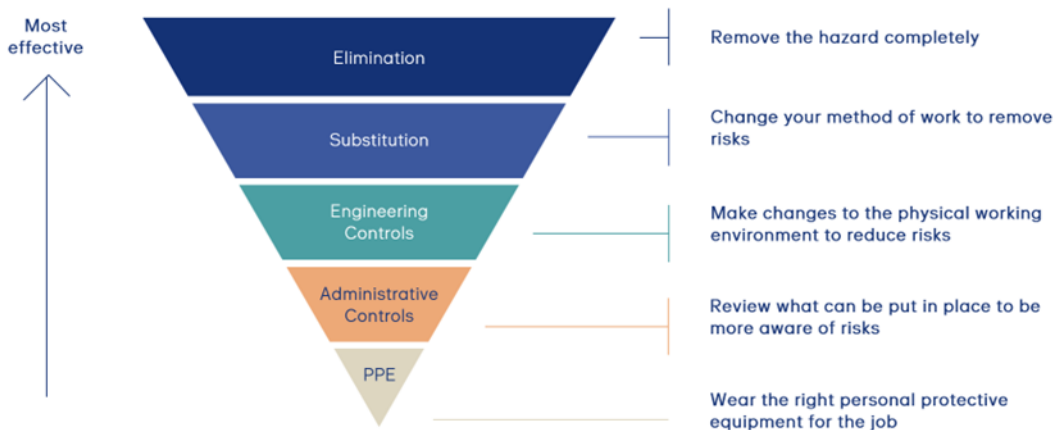 Most
effective
Elimination
Remove the hazard completely
Substitution
Change your method of work to remove
risks
Engineering
Controls
Make changes to the physical working
environment to reduce risks
Administrative
Controls
Review what can be put in place to be
more aware of risks
PPE
Wear the right personal protective
equipment for the job